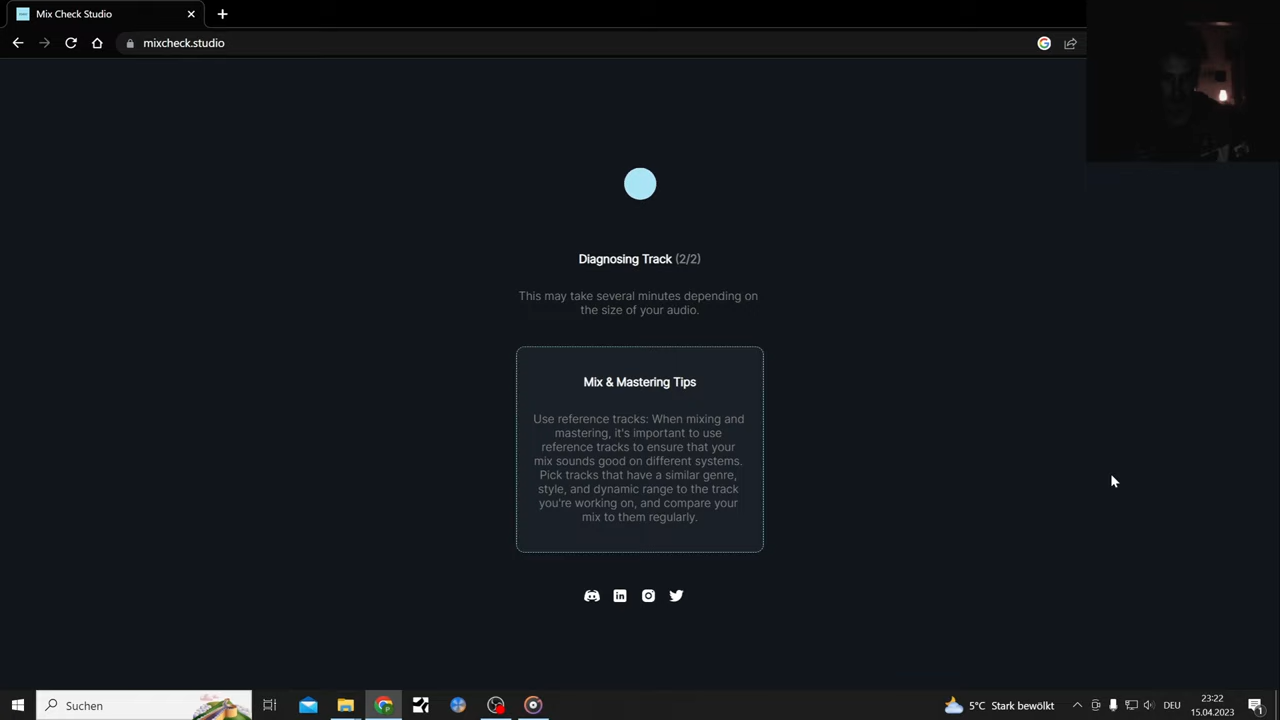 Mix Check Studio
mixcheck.studio
Diagnosing Track (2/2)
This may take several minutes depending on
the size of your audio.
Mix & Mastering Tips
Use reference tracks: When mixing and
mastering, it's important to use
reference tracks to ensure that your
mix sounds good on different systems.
Pick tracks that have a similar genre,
style, and dynamic range to the track
you're working on, and compare your
mix to them regularly.
Suchen
5°C Stark bewölkt
DEU
23:22
15.04.2023
1